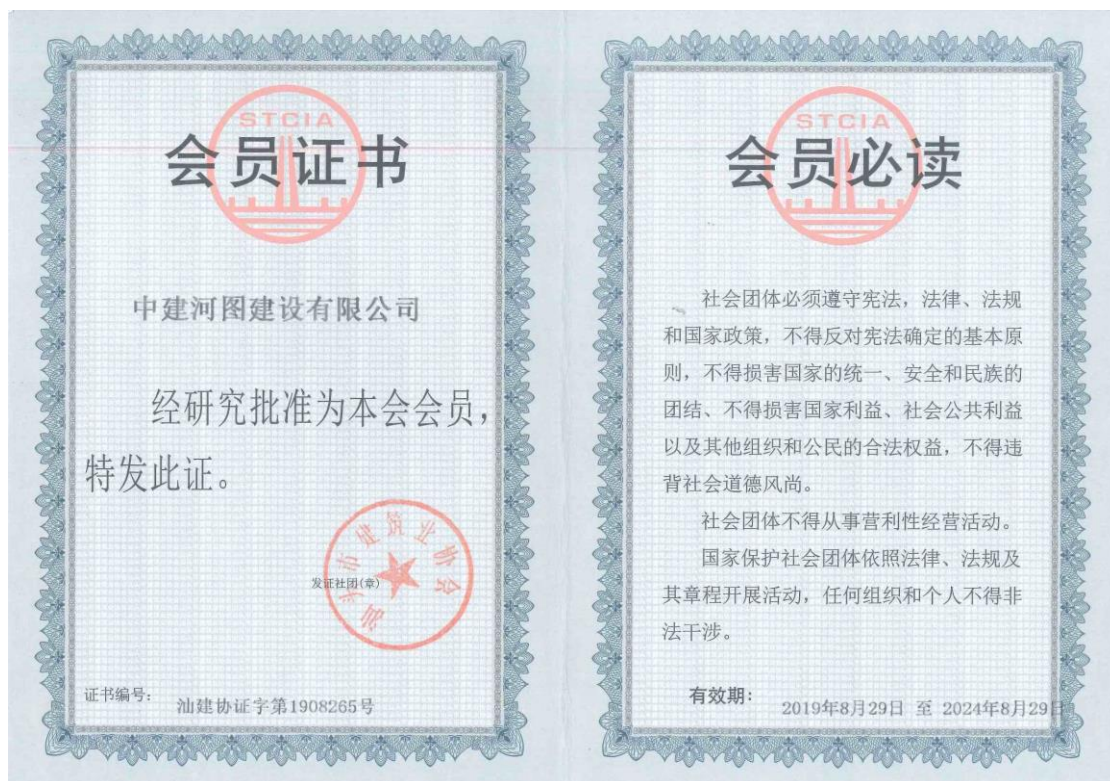 STCIA
会员证书
中建河图建设有限公司
经研究批准为本会会员，
特发此证。
汕头市建筑业协会
发证社团(章)
证书编号：
汕建协证字第1908265号
STCIA
会员必读
社会团体必须遵守宪法，法律、法规
和国家政策，不得反对宪法确定的基本原
则，不得损害国家的统一、安全和民族的
团结、不得损害国家利益、社会公共利益
以及其他组织和公民的合法权益，不得违
背社会道德风尚。
社会团体不得从事营利性经营活动。
国家保护社会团体依照法律、法规及
其章程开展活动，任何组织和个人不得非
法干涉。
有效期：
2019年8月29日 至 2024年8月29日